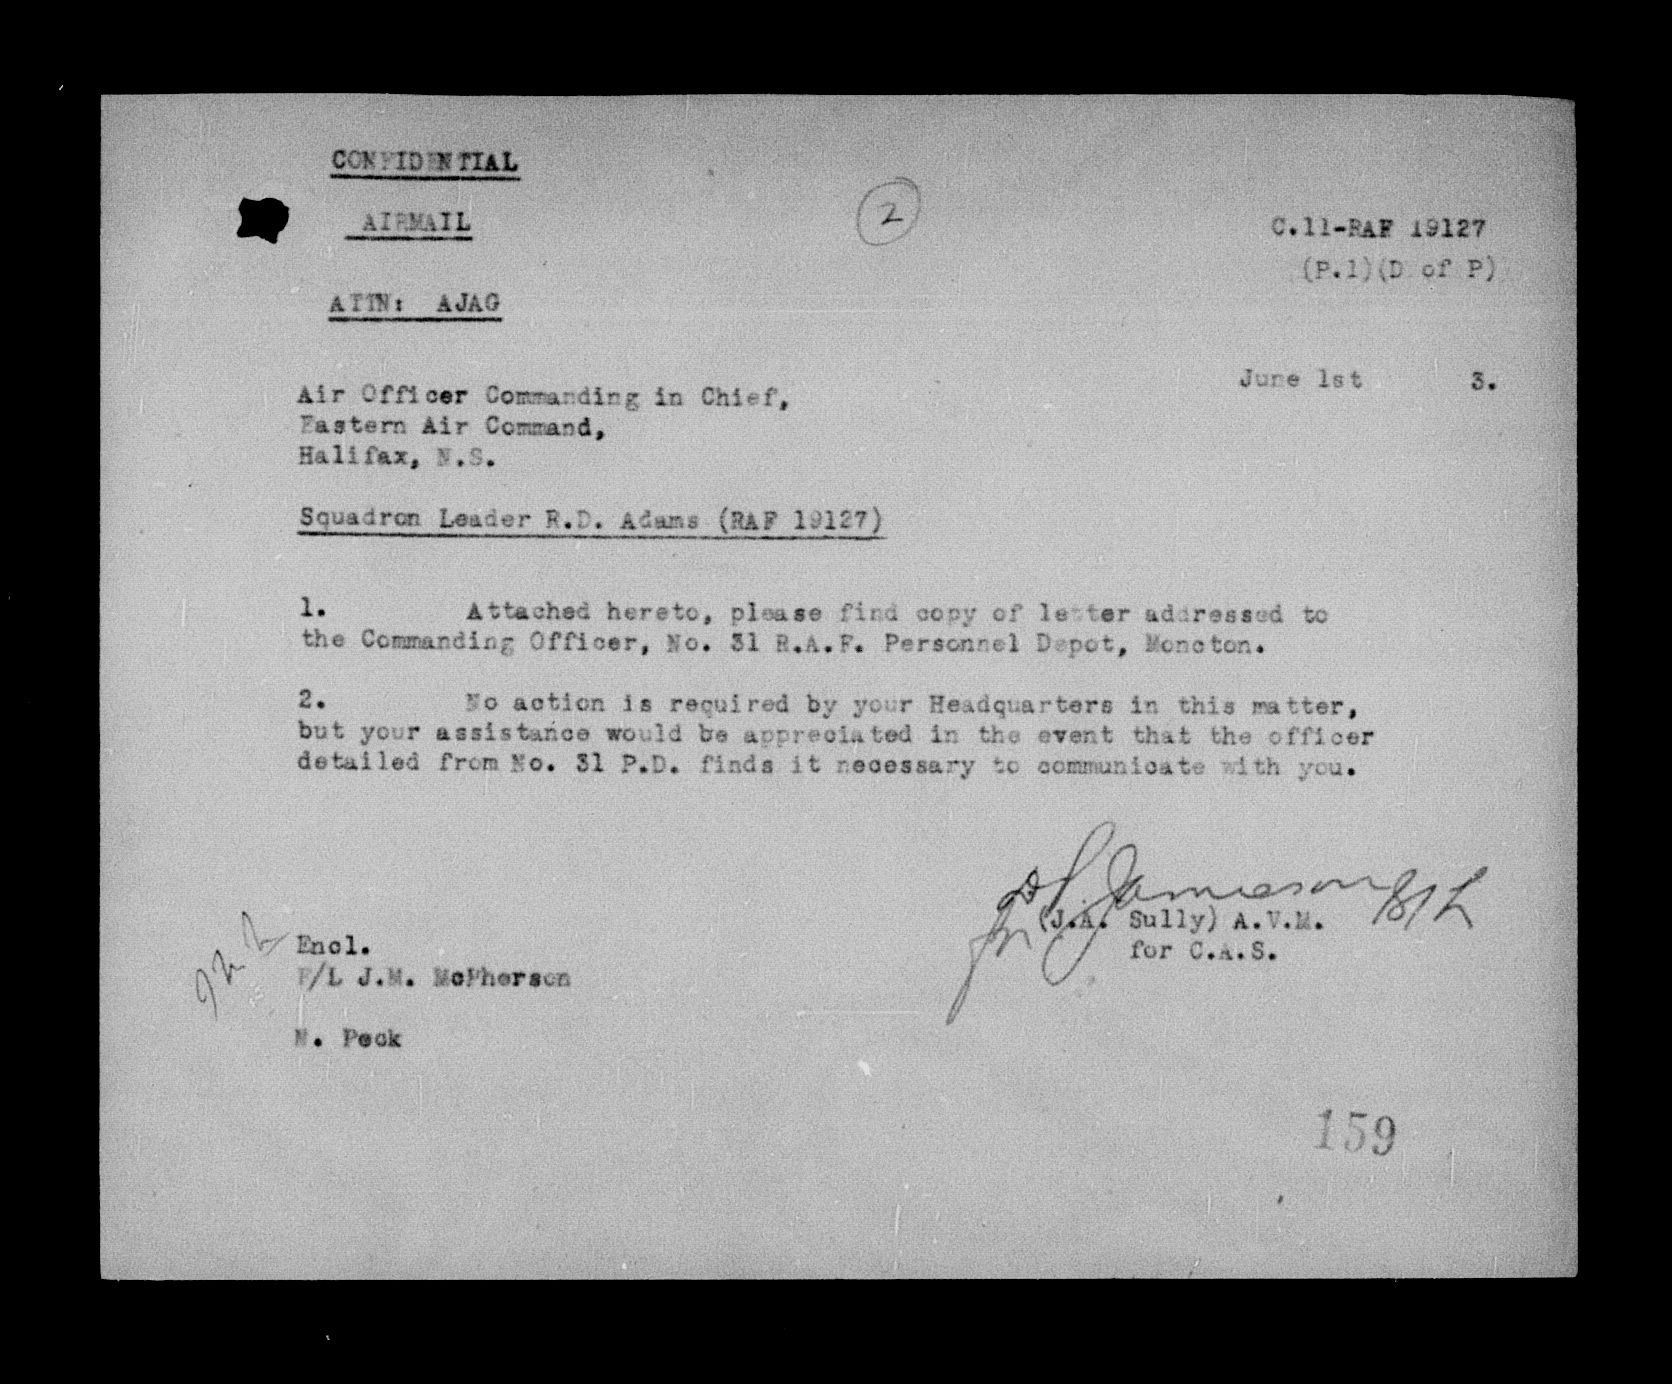 CONFIDENTIAL
AIRMAIL
2
C.11-RAF 19127
(P.1)(D of P)
ATTN: AJAG
June 1st 3.
Air Officer Commanding in Chief,
Eastern Air Command,
Halifax, N.S.
Squadron Leader R.D. Adams (RAF 19127)
1. Attached hereto, please find copy of letter addressed to
the Commanding Officer, No. 31 R.A.F. Personnel Depot, Moncton.
2. No action is required by your Headquarters in this matter,
but your assistance would be appreciated in the event that the officer
detailed from No. 31 P.D. finds it necessary to communicate with you.
Jamieson
for (J.A. Sully) A.V.M.
for C.A.S.
Encl.
F/L J.M. McPherson
N. Peck
159